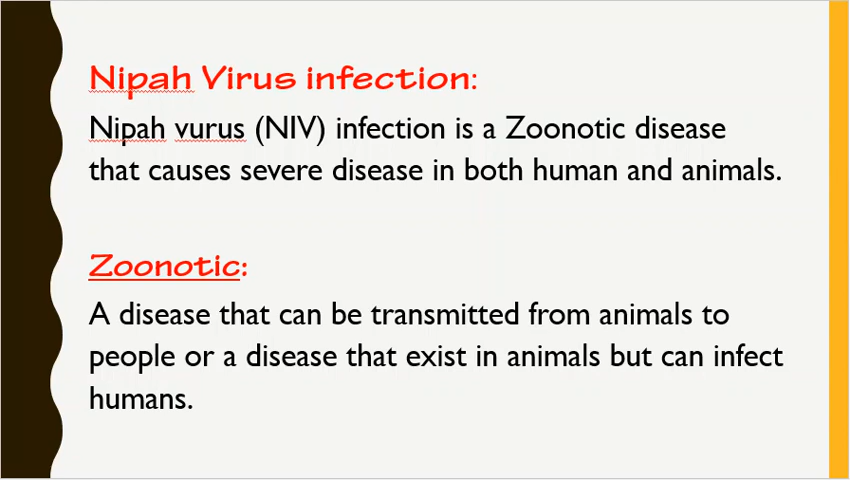 Nipah Virus infection:
Nipah vurus (NIV) infection is a Zoonotic disease
that causes severe disease in both human and animals.
Zoonotic:
A disease that can be transmitted from animals to
people or a disease that exist in animals but can infect
humans.